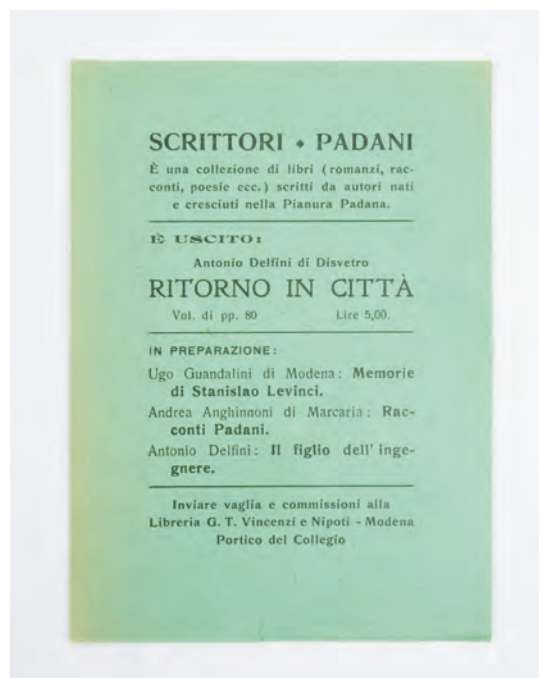 SCRITTORI • PADANI
È una collezione di libri (romanzi, rac-
conti, poesie ecc.) scritti da autori nati
e cresciuti nella Pianura Padana.
È USCITO:
Antonio Delfini di Disvetro
RITORNO IN CITTÀ
Vol. di pp. 80 Lire 5,00.
IN PREPARAZIONE:
Ugo Guandalini di Modena: Memorie
di Stanislao Levinci.
Andrea Anghinnoni di Marcaria: Rac-
conti Padani.
Antonio Delfini: Il figlio dell'inge-
gnere.
Inviare vaglia e commissioni alla
Libreria G. T. Vincenzi e Nipoti - Modena
Portico del Collegio